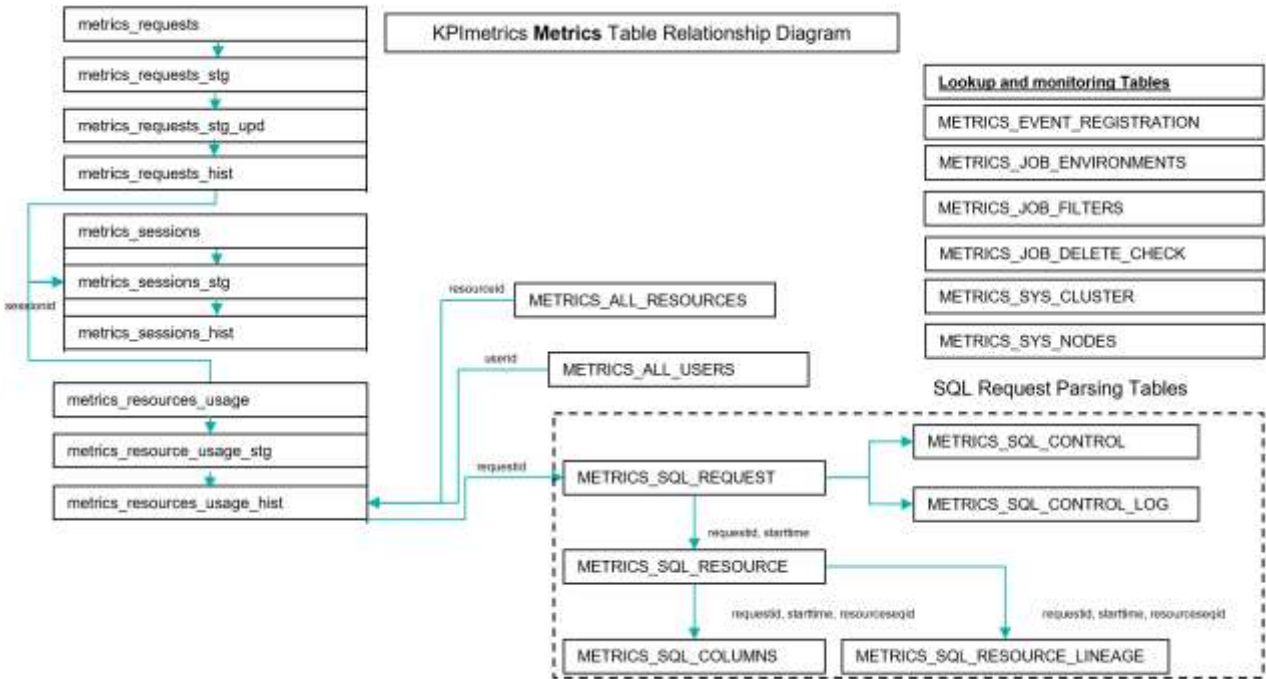 KPImetrics Metrics Table Relationship Diagram
metrics_requests
metrics_requests_stg
metrics_requests_stg_upd
metrics_requests_hist
metrics_sessions
metrics_sessions_stg
metrics_sessions_hist
sessionid
metrics_resources_usage
metrics_resource_usage_stg
metrics_resources_usage_hist
resourceid
METRICS_ALL_RESOURCES
userid
METRICS_ALL_USERS
requestid
Lookup and monitoring Tables
METRICS_EVENT_REGISTRATION
METRICS_JOB_ENVIRONMENTS
METRICS_JOB_FILTERS
METRICS_JOB_DELETE_CHECK
METRICS_SYS_CLUSTER
METRICS_SYS_NODES
SQL Request Parsing Tables
METRICS_SQL_REQUEST
METRICS_SQL_CONTROL
METRICS_SQL_CONTROL_LOG
requestid, starttime
METRICS_SQL_RESOURCE
requestid, starttime, resourceseqid
requestid, starttime, resourceseqid
METRICS_SQL_COLUMNS
METRICS_SQL_RESOURCE_LINEAGE